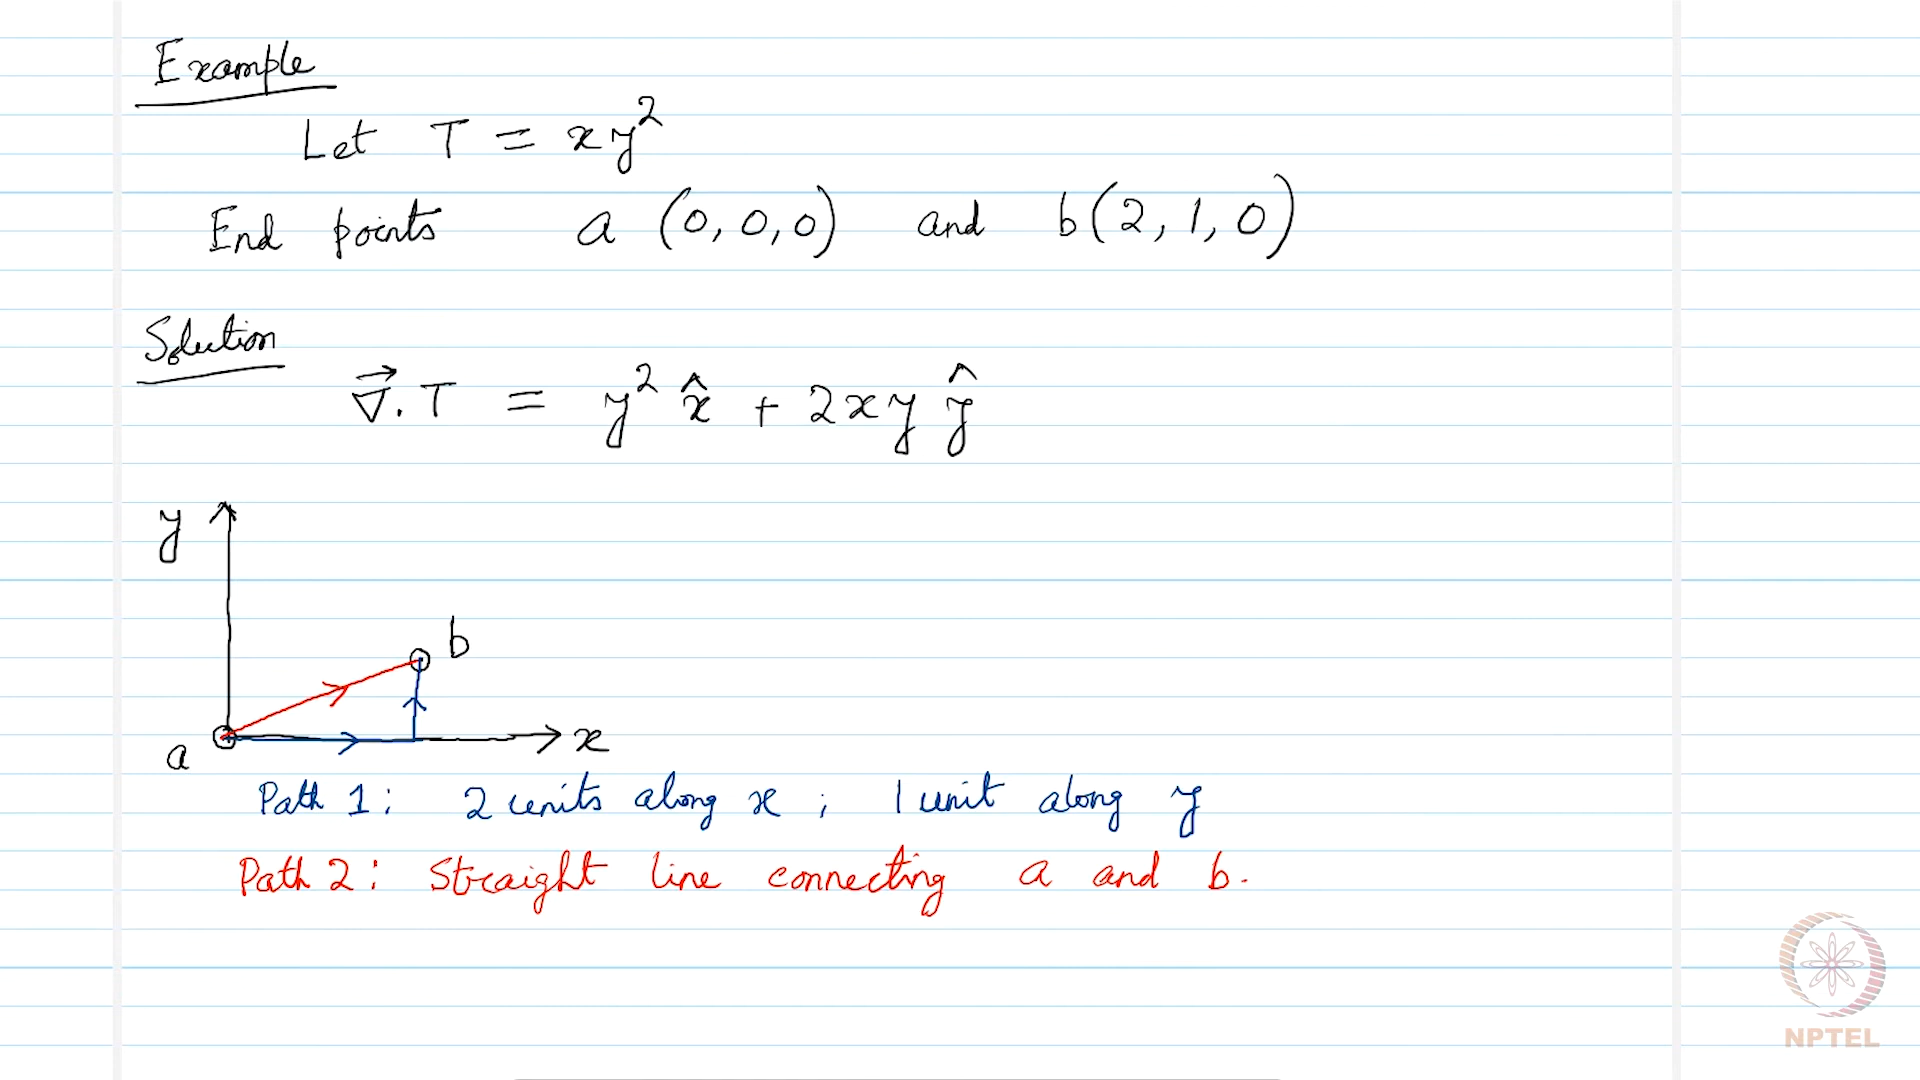 Example
Let T = xy²
End points a (0, 0, 0) and b(2, 1, 0)
Solution
∇⃗ . T = y² x̂ + 2xy ŷ
y
b
a
x
Path 1 : 2 units along x ; 1 unit along y
Path 2 : Straight line connecting a and b.
NPTEL